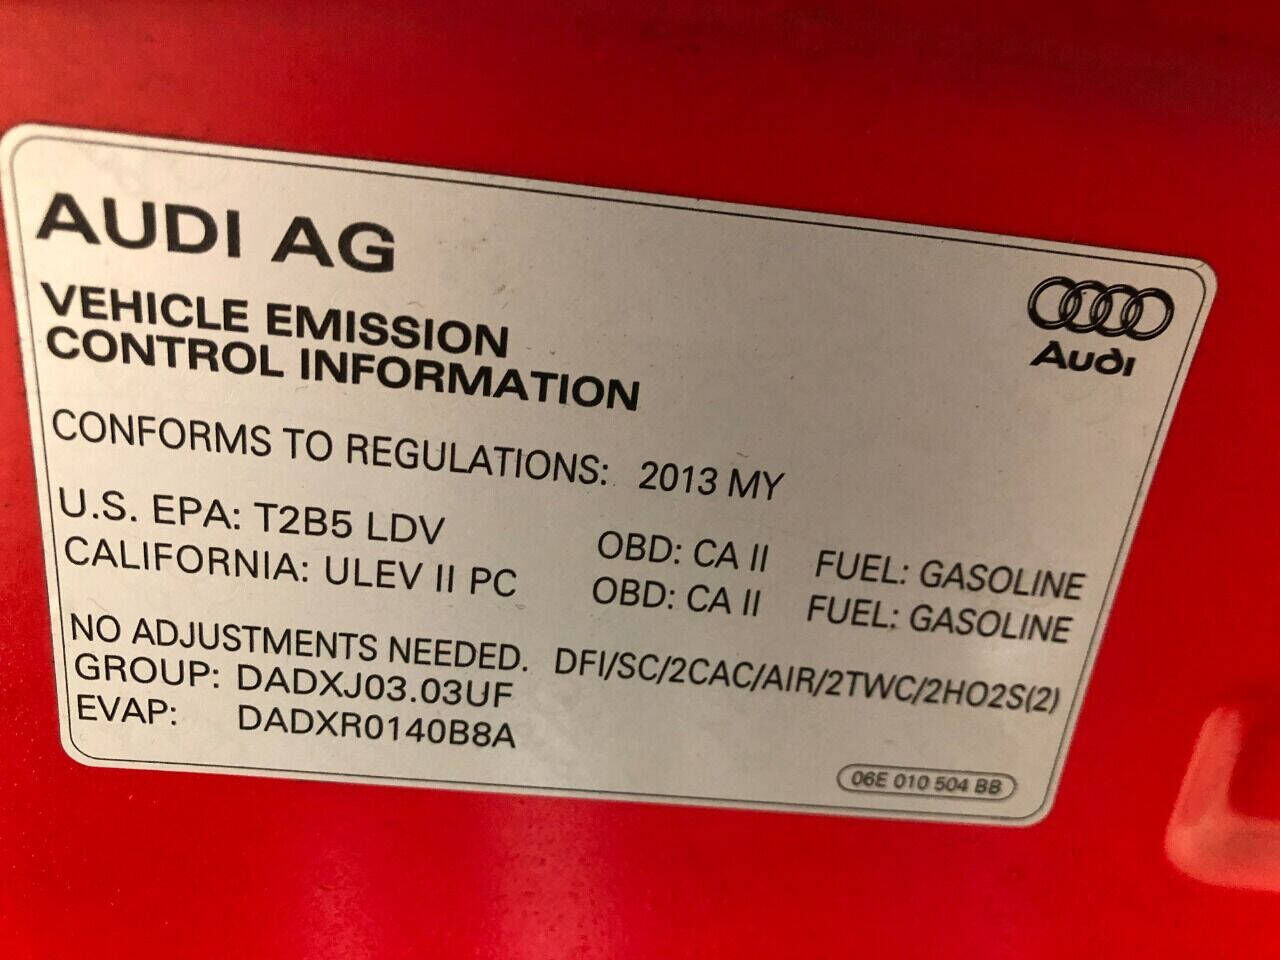 AUDI AG
Audi
VEHICLE EMISSION
CONTROL INFORMATION
CONFORMS TO REGULATIONS: 2013 MY
U.S. EPA: T2B5 LDV OBD: CA II FUEL: GASOLINE
CALIFORNIA: ULEV II PC OBD: CA II FUEL: GASOLINE
NO ADJUSTMENTS NEEDED. DFI/SC/2CAC/AIR/2TWC/2HO2S(2)
GROUP: DADXJ03.03UF
EVAP: DADXR0140B8A
06E 010 504 BB